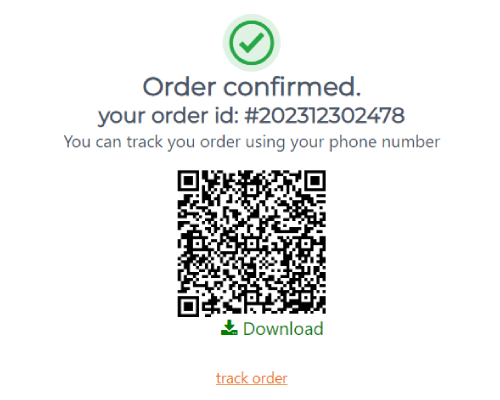 Order confirmed.
your order id: #202312302478
You can track you order using your phone number
Download
track order